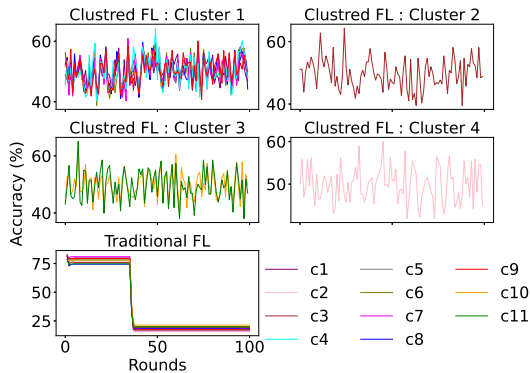 Clustred FL : Cluster 1
Clustred FL : Cluster 2
60
40
60
40
Clustred FL : Cluster 3
Clustred FL : Cluster 4
60
40
60
50
Accuracy (%)
Traditional FL
75
50
25
0
50
100
Rounds
c1
c5
c9
c2
c6
c10
c3
c7
c11
c4
c8